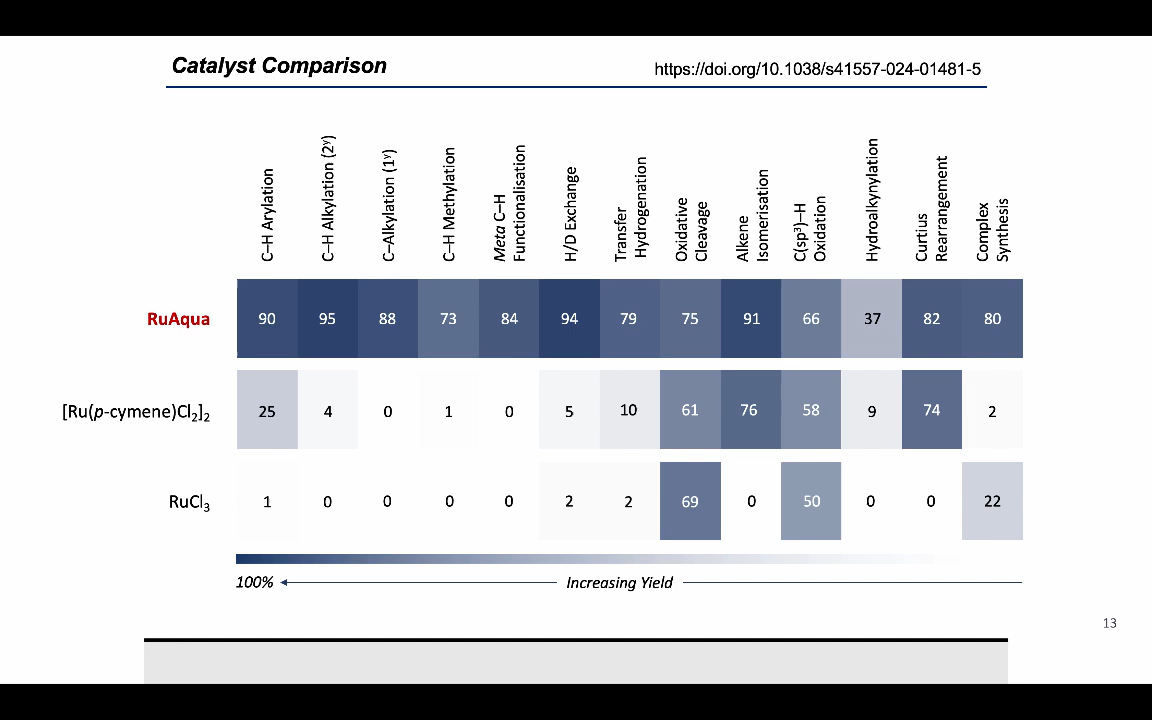 Catalyst Comparison
https://doi.org/10.1038/s41557-024-01481-5
C–H Arylation
C–H Alkylation (2ʸ)
C–Alkylation (1ʸ)
C–H Methylation
Meta C–H
Functionalisation
H/D Exchange
Transfer
Hydrogenation
Oxidative
Cleavage
Alkene
Isomerisation
C(sp³)–H
Oxidation
Hydroalkynylation
Curtius
Rearrangement
Complex
Synthesis
RuAqua 90 95 88 73 84 94 79 75 91 66 37 82 80
[Ru(p-cymene)Cl₂]₂ 25 4 0 1 0 5 10 61 76 58 9 74 2
RuCl₃ 1 0 0 0 0 2 2 69 0 50 0 0 22
100% Increasing Yield
13